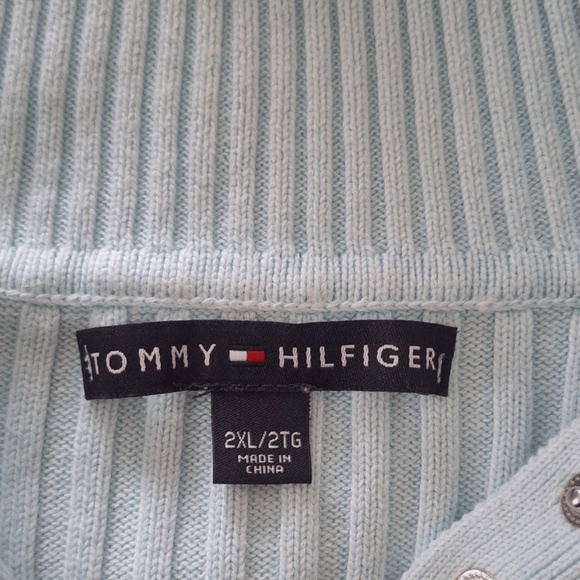 TOMMY HILFIGER
2XL/2TG
MADE IN
CHINA